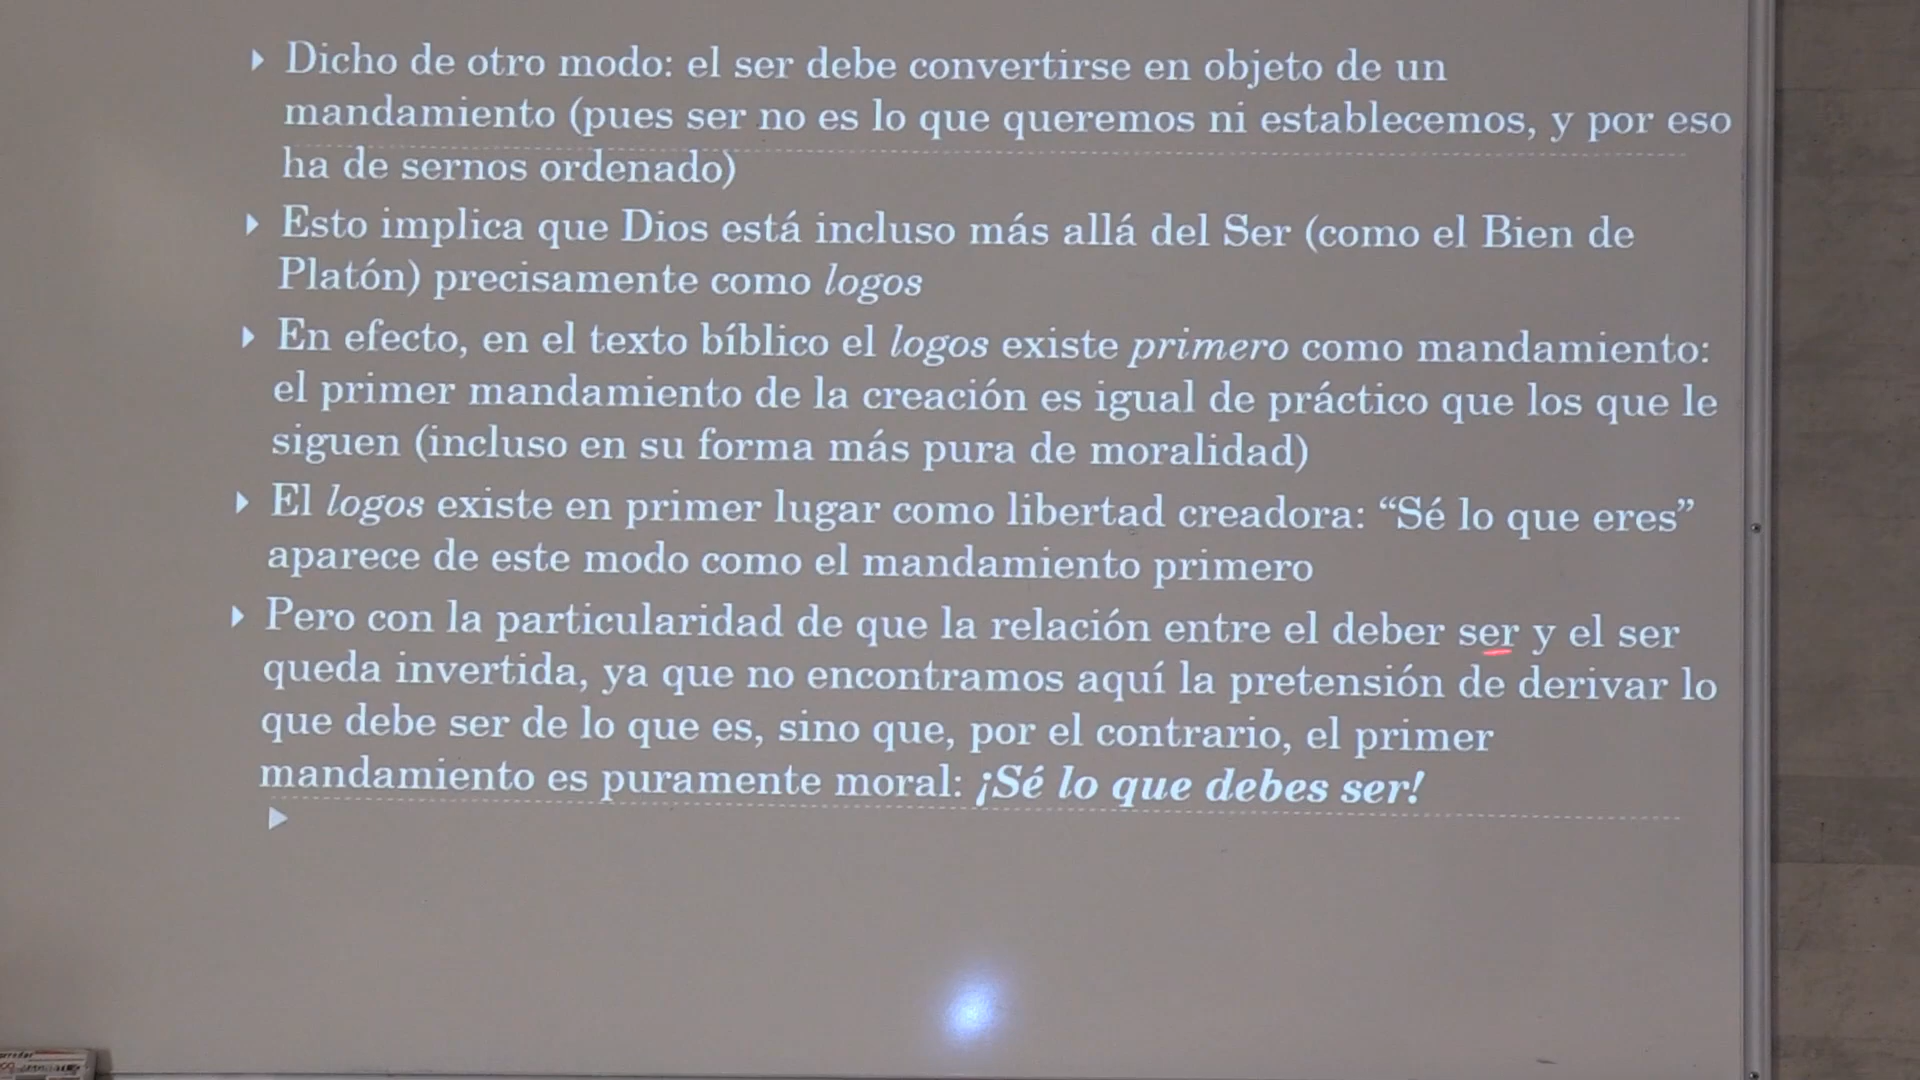 Dicho de otro modo: el ser debe convertirse en objeto de un
mandamiento (pues ser no es lo que queremos ni establecemos, y por eso
ha de sernos ordenado)
Esto implica que Dios está incluso más allá del Ser (como el Bien de
Platón) precisamente como logos
En efecto, en el texto bíblico el logos existe primero como mandamiento:
el primer mandamiento de la creación es igual de práctico que los que le
siguen (incluso en su forma más pura de moralidad)
El logos existe en primer lugar como libertad creadora: “Sé lo que eres”
aparece de este modo como el mandamiento primero
Pero con la particularidad de que la relación entre el deber ser y el ser
queda invertida, ya que no encontramos aquí la pretensión de derivar lo
que debe ser de lo que es, sino que, por el contrario, el primer
mandamiento es puramente moral: ¡Sé lo que debes ser!